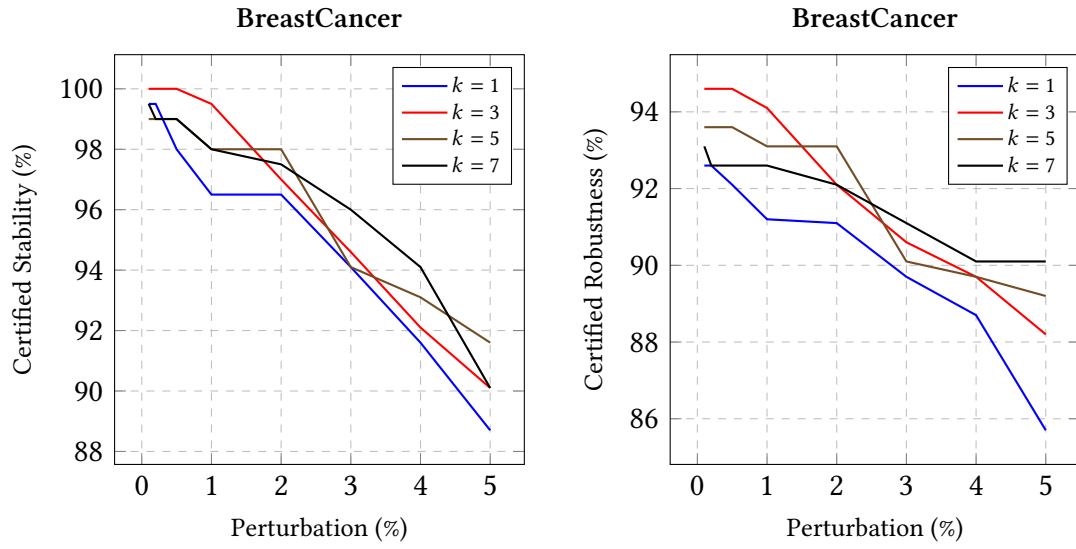 BreastCancer
100
98
96
94
92
90
88
0 1 2 3 4 5
Perturbation (%)
Certified Stability (%)
k = 1
k = 3
k = 5
k = 7
BreastCancer
94
92
90
88
86
0 1 2 3 4 5
Perturbation (%)
Certified Robustness (%)
k = 1
k = 3
k = 5
k = 7